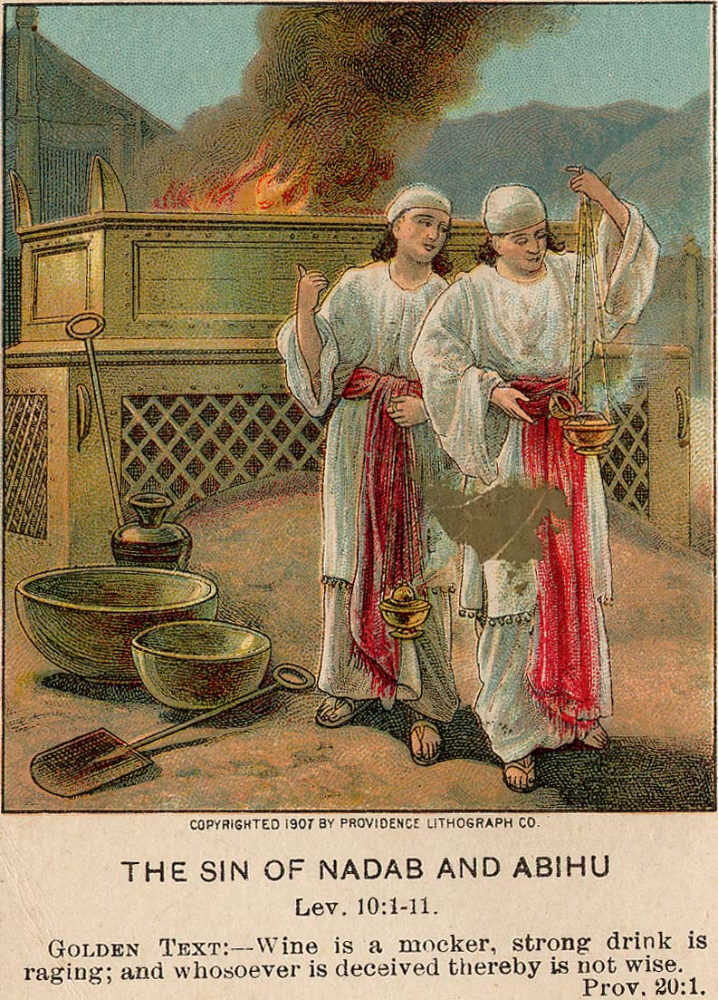 COPYRIGHTED 1907 BY PROVIDENCE LITHOGRAPH CO.
THE SIN OF NADAB AND ABIHU
Lev. 10:1-11.
GOLDEN TEXT:—Wine is a mocker, strong drink is
raging; and whosoever is deceived thereby is not wise.
Prov. 20:1.